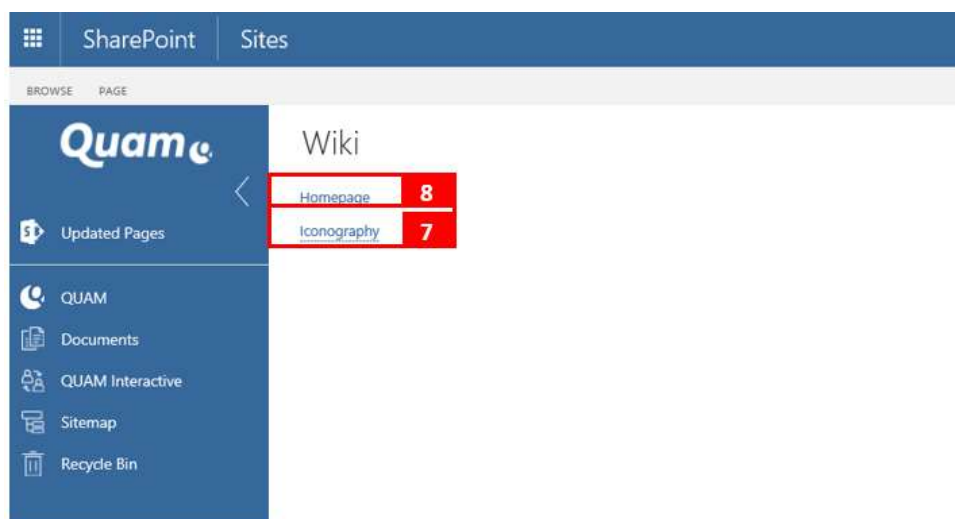 SharePoint Sites
BROWSE PAGE
Quam
Wiki
Homepage 8
Iconography 7
Updated Pages
QUAM
Documents
QUAM Interactive
Sitemap
Recycle Bin